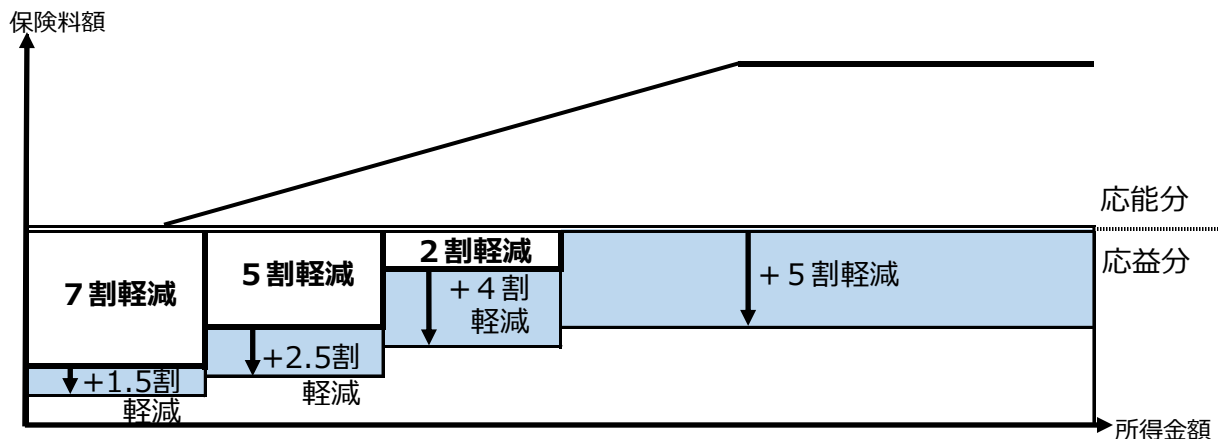 保険料額
応能分
応益分
７割軽減
５割軽減
２割軽減
＋５割軽減
＋４割
軽減
＋2.5割
軽減
＋1.5割
軽減
所得金額